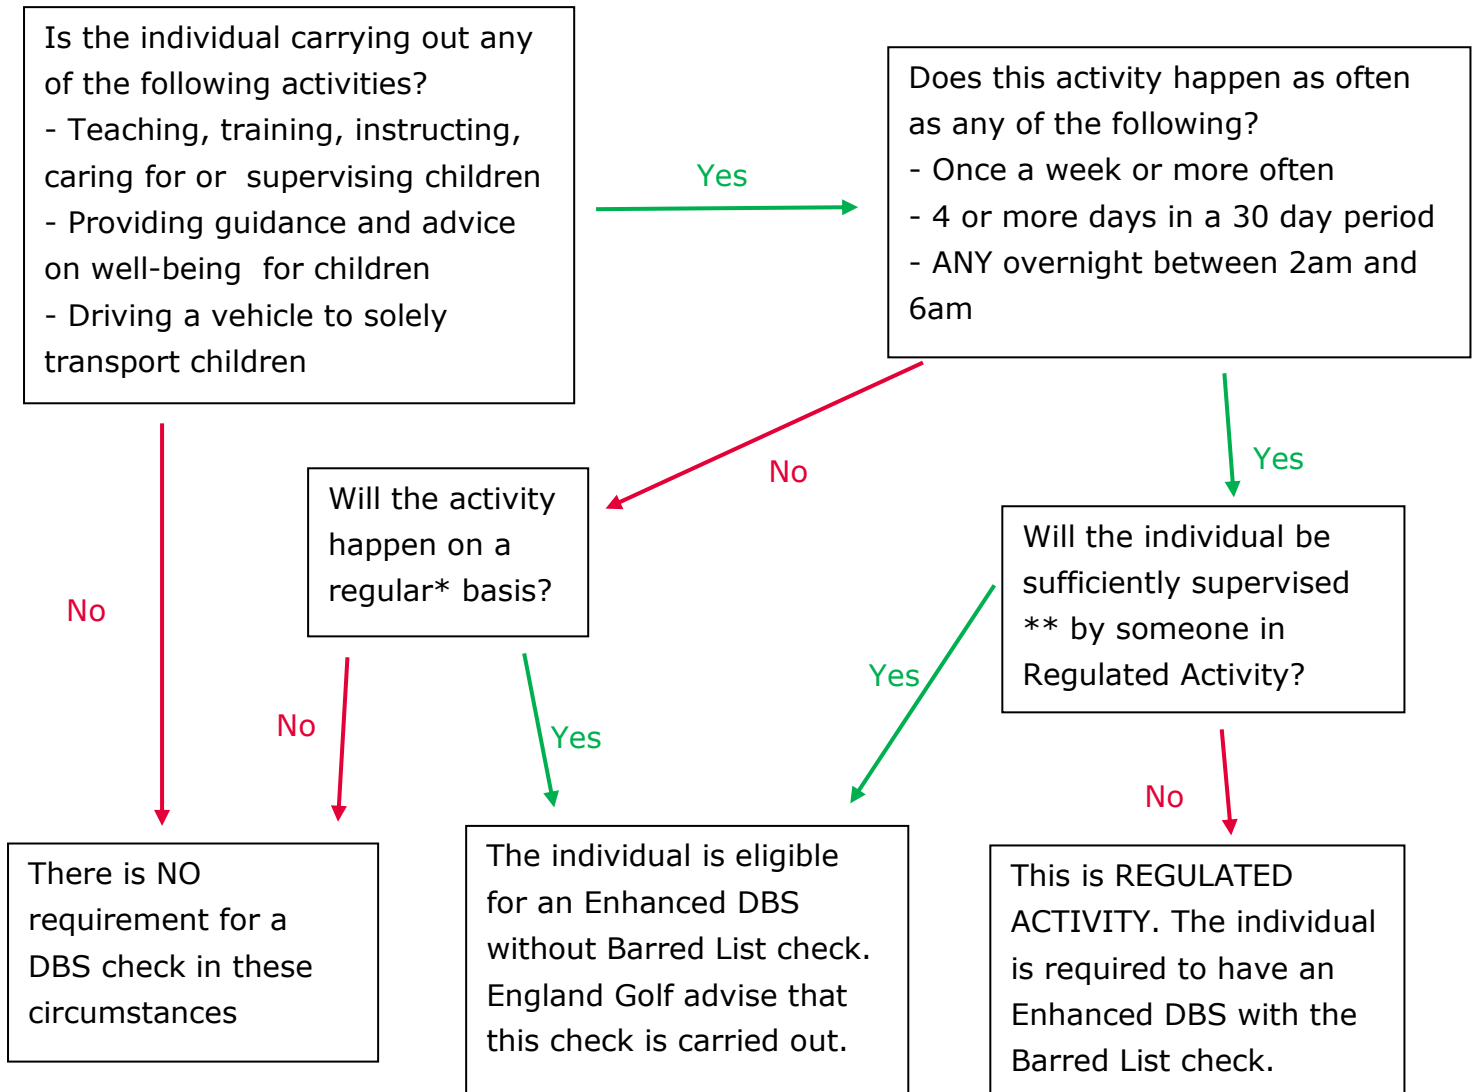 Is the individual carrying out any
of the following activities?
- Teaching, training, instructing,
caring for or  supervising children
- Providing guidance and advice
on well-being  for children
- Driving a vehicle to solely
transport children
Yes
Does this activity happen as often
as any of the following?
- Once a week or more often
- 4 or more days in a 30 day period
- ANY overnight between 2am and
6am
No
Yes
Will the activity
happen on a
regular* basis?
Will the individual be
sufficiently supervised
** by someone in
Regulated Activity?
No
No
Yes
Yes
No
There is NO
requirement for a
DBS check in these
circumstances
The individual is eligible
for an Enhanced DBS
without Barred List check.
England Golf advise that
this check is carried out.
This is REGULATED
ACTIVITY. The individual
is required to have an
Enhanced DBS with the
Barred List check.